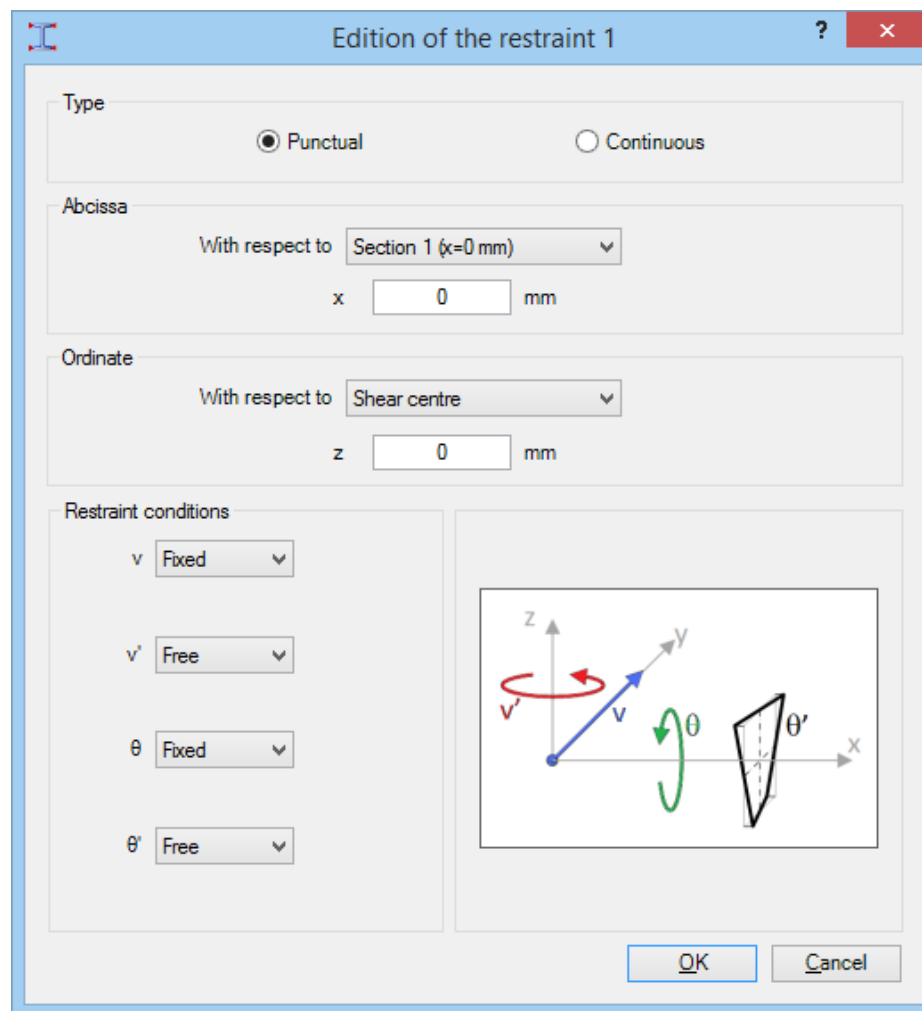 Edition of the restraint 1
?
×
Type
Punctual
Continuous
Abcissa
With respect to Section 1 (x=0 mm)
x 0 mm
Ordinate
With respect to Shear centre
z 0 mm
Restraint conditions
v Fixed
v' Free
θ Fixed
θ' Free
z
y
v'
v
θ
θ'
x
OK
Cancel